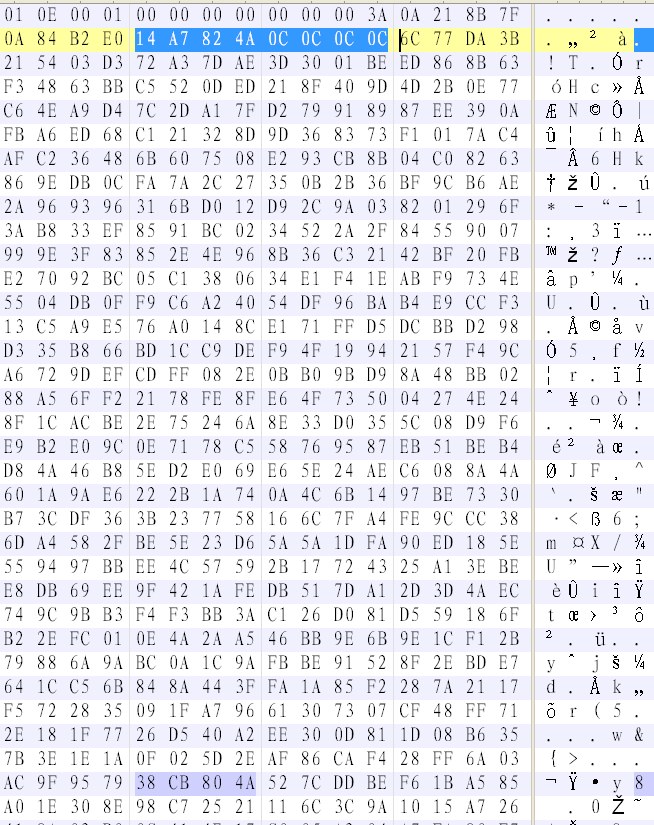 01 0E 00 01 00 00 00 00 00 00 3A 0A 21 8B 7F . . . . .
0A 84 B2 E0 14 A7 82 4A 0C 0C 0C 0C 6C 77 DA 3B . „ ² à .
21 54 03 D3 72 A3 7D AE 3D 30 01 BE ED 86 8B 63 ! T . Ó r
F3 48 63 BB C5 52 0D ED 21 8F 40 9D 4D 2B 0E 77 ó H c » Å
C6 4E A9 D4 7C 2D A1 7F D2 79 91 89 87 EE 39 0A Æ N © Ô |
FB A6 ED 68 C1 21 32 8D 9D 36 83 73 F1 01 7A C4 û ¦ í h Á
AF C2 36 48 6B 60 75 08 E2 93 CB 8B 04 C0 82 63 ¯ Â 6 H k
86 9E DB 0C FA 7A 2C 27 35 0B 2B 36 BF 9C B6 AE † ž Û . ú
2A 96 93 96 31 6B D0 12 D9 2C 9A 03 82 01 29 6F * – “ – 1
3A B8 33 EF 85 91 BC 02 34 52 2A 2F 84 55 90 07 : ¸ 3 ï …
99 9E 3F 83 85 2E 4E 96 8B 36 C3 21 42 BF 20 FB ™ ž ? ƒ …
E2 70 92 BC 05 C1 38 06 34 E1 F4 1E AB F9 73 4E â p ’ ¼ .
55 04 DB 0F F9 C6 A2 40 54 DF 96 BA B4 E9 CC F3 U . Û . ù
13 C5 A9 E5 76 A0 14 8C E1 71 FF D5 DC BB D2 98 . Å © å v
D3 35 B8 66 BD 1C C9 DE F9 4F 19 94 21 57 F4 9C Ó 5 ¸ f ½
A6 72 9D EF CD FF 08 2E 0B B9 9B D9 8A 48 BB 02 ¦ r . ï Í
88 A5 6F F2 21 78 FE 8F E6 4F 73 50 04 27 4E 24 ˆ ¥ o ò !
8F 1C AC BE 2E 75 24 6A 8E 33 D0 35 5C 08 D9 F6 . . ¬ ¾ .
E9 B2 E0 9C 0E 71 78 C5 58 76 95 87 EB 51 BE B4 é ² à œ .
D8 4A 46 B8 5E D2 E0 69 E6 5E 24 AE C6 08 8A 4A Ø J F ¸ ^
60 1A 9A E6 22 2B 1A 74 0A 4C 6B 14 97 BE 73 30 ` . š æ "
B7 3C DF 36 3B 23 77 58 16 6C 7F A4 FE 9C CC 38 · < ß 6 ;
6D A4 58 2F BE 5E 23 D6 5A 5A 1D FA 90 ED 18 5E m ¤ X / ¾
55 94 97 BB EE 4C 57 59 2B 17 72 43 25 A1 3E BE U ” — » î
E8 DB 69 EE 9F 42 1A FE DB 51 7D A1 2D 3D 4A EC è Û i î Ÿ
74 9C 9B B3 F4 F3 BB 3A C1 26 D0 81 D5 59 18 6F t œ › ³ ô
B2 2E FC 01 0E 4A 2A A5 46 BB 9E 6B 9E 1C F1 2B ² . ü . .
79 88 6A 9A BC 0A 1C 9A FB BE 91 52 8F 2E BD E7 y ˆ j š ¼
64 1C C5 6B 84 8A 44 3F FA 1A 85 F2 28 7A 21 17 d . Å k „
F5 72 28 35 09 1F A7 96 61 30 73 07 CF 48 FF 71 õ r ( 5 .
2E 18 1F 77 26 D5 40 A2 EE 30 0D 81 1D 08 B6 35 . . . w &
7B 3E 1E 1A 0F 02 5D 2E AF 86 CA F4 28 FF 6A 03 { > . . .
AC 9F 95 79 38 CB 80 4A 52 7C DD BE F6 1B A5 85 ¬ Ÿ • y 8
A0 1E 30 8E 98 C7 25 21 11 6C 3C 9A 10 15 A7 26 . 0 Ž ˜